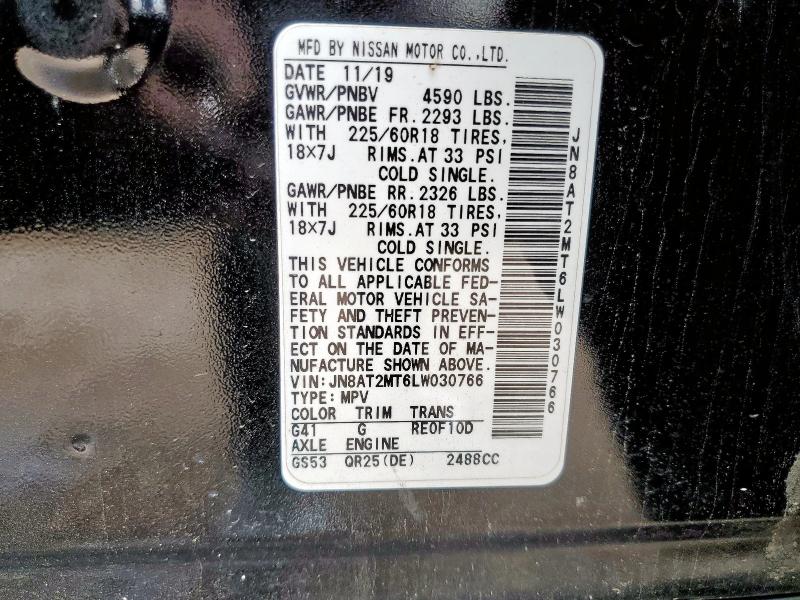 MFD BY NISSAN MOTOR CO.,LTD.
DATE 11/19
GVWR/PNBV 4590 LBS.
GAWR/PNBE FR.2293 LBS.
WITH 225/60R18 TIRES,
18×7J RIMS.AT 33 PSI
COLD SINGLE.
GAWR/PNBE RR.2326 LBS.
WITH 225/60R18 TIRES,
18×7J RIMS.AT 33 PSI
COLD SINGLE.
THIS VEHICLE CONFORMS
TO ALL APPLICABLE FED-
ERAL MOTOR VEHICLE SA-
FETY AND THEFT PREVEN-
TION STANDARDS IN EFF-
ECT ON THE DATE OF MA-
NUFACTURE SHOWN ABOVE.
VIN:JN8AT2MT6LW030766
TYPE:MPV
COLOR TRIM TRANS
G41 G RE0F10D
AXLE ENGINE
GS53 QR25(DE) 2488CC
JN8AT2MT6LW030766